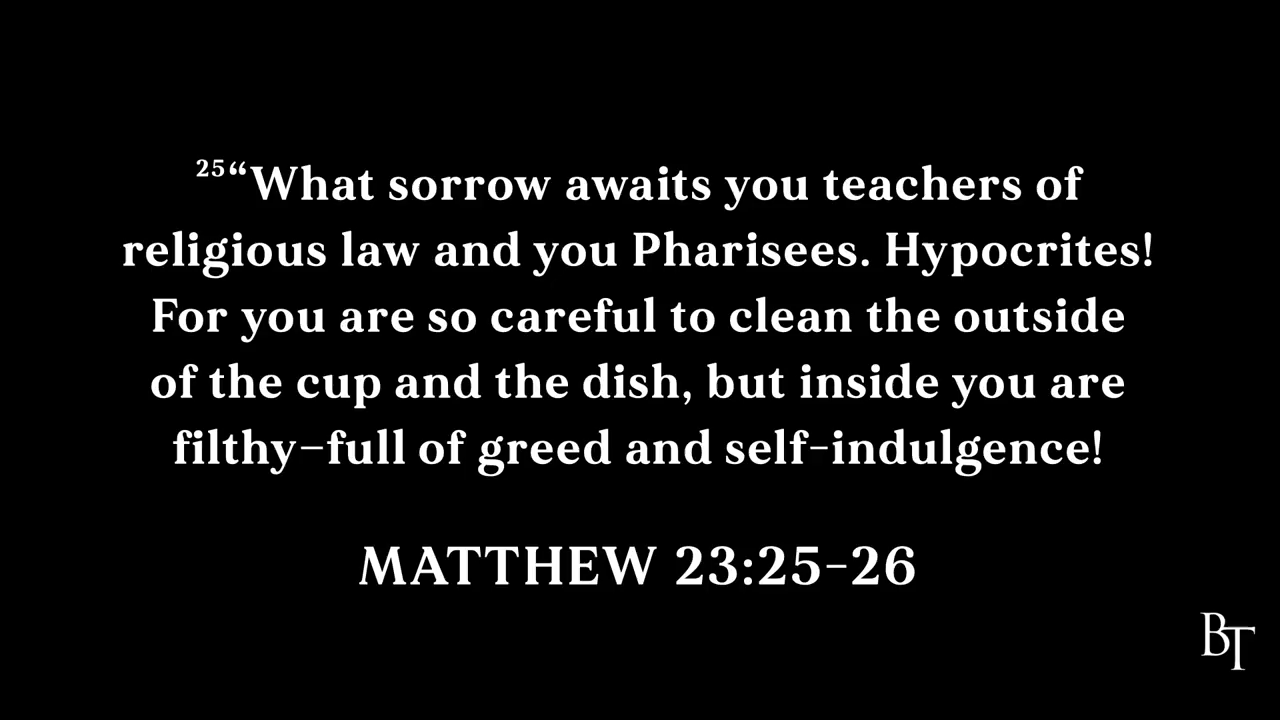 ²⁵“What sorrow awaits you teachers of
religious law and you Pharisees. Hypocrites!
For you are so careful to clean the outside
of the cup and the dish, but inside you are
filthy–full of greed and self-indulgence!
MATTHEW 23:25-26
BT